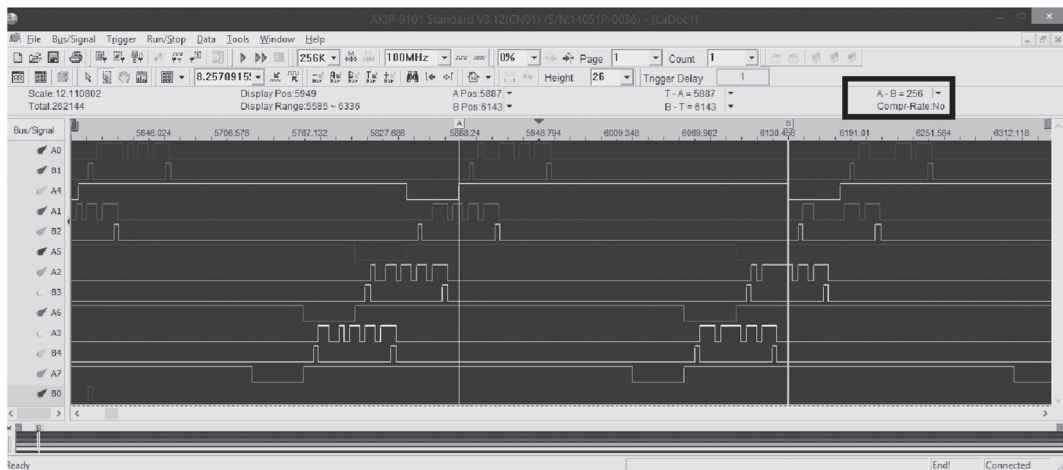 AKIP-9101 Standard V3.12(CN01) (S/N:14051P-0036) - [LaDoc1]
File Bus/Signal Trigger Run/Stop Data Tools Window Help
256K 100MHz 0% Page 1 Count 1
Height 26 Trigger Delay 1
Scale:12.110802 Display Pos:5949 A Pos:5887 T - A = 5887 A - B = 256
Total:262144 Display Range:5585 ~ 6336 B Pos:6143 B - T = 6143 Compr-Rate:No
Bus/Signal 5646.024 5706.578 5767.132 5827.686 5888.24 5948.794 6009.348 6069.902 6130.456 6191.01 6251.564 6312.118
A B
A0
B1
A4
A1
B2
A5
A2
B3
A6
A3
B4
A7
B0
B
Ready End! Connected